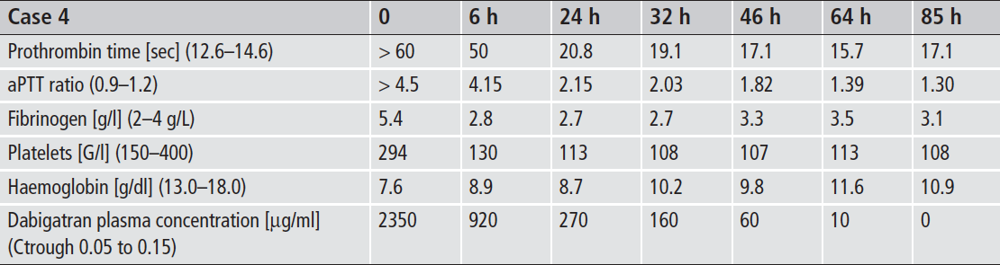 Case 4 0 6 h 24 h 32 h 46 h 64 h 85 h
Prothrombin time [sec] (12.6–14.6) > 60 50 20.8 19.1 17.1 15.7 17.1
aPTT ratio (0.9–1.2) > 4.5 4.15 2.15 2.03 1.82 1.39 1.30
Fibrinogen [g/l] (2–4 g/L) 5.4 2.8 2.7 2.7 3.3 3.5 3.1
Platelets [G/l] (150–400) 294 130 113 108 107 113 108
Haemoglobin [g/dl] (13.0–18.0) 7.6 8.9 8.7 10.2 9.8 11.6 10.9
Dabigatran plasma concentration [µg/ml] 2350 920 270 160 60 10 0
(Ctrough 0.05 to 0.15)